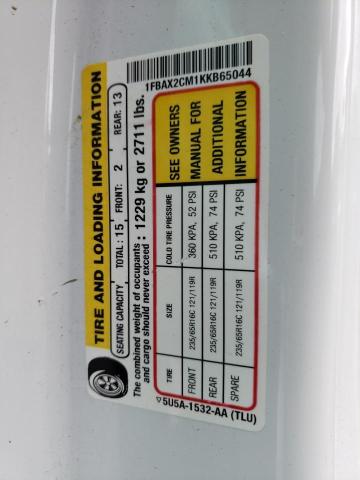 TIRE AND LOADING INFORMATION
SEATING CAPACITY TOTAL: 15 FRONT: 2 REAR: 13
The combined weight of occupants
and cargo should never exceed : 1229 kg or 2711 lbs.
TIRE SIZE COLD TIRE PRESSURE
FRONT 235/65R16C 121/119R 360 KPA, 52 PSI
REAR 235/65R16C 121/119R 510 KPA, 74 PSI
SPARE 235/65R16C 121/119R 510 KPA, 74 PSI
SEE OWNERS
MANUAL FOR
ADDITIONAL
INFORMATION
5U5A-1532-AA (TLU)
1FBAX2CM1KKB65044